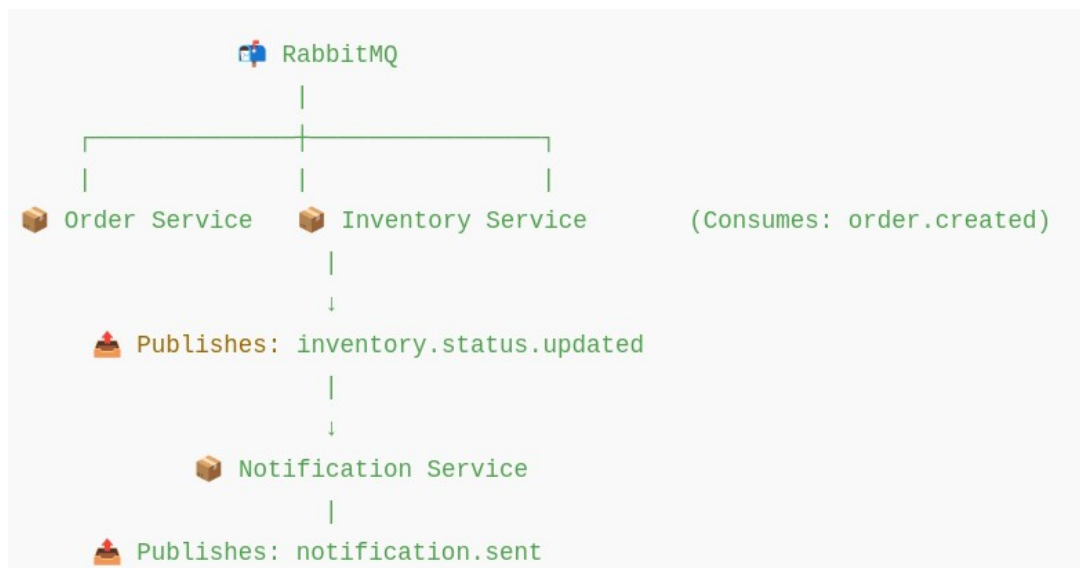 📬 RabbitMQ
|
┌───────────────┼─────────────────┐
| | |
📦 Order Service 📦 Inventory Service (Consumes: order.created)
|
↓
📤 Publishes: inventory.status.updated
|
↓
📦 Notification Service
|
📤 Publishes: notification.sent